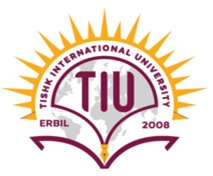 TISHK INTERNATIONAL UNIVERSITY
TIU
ERBIL 2008